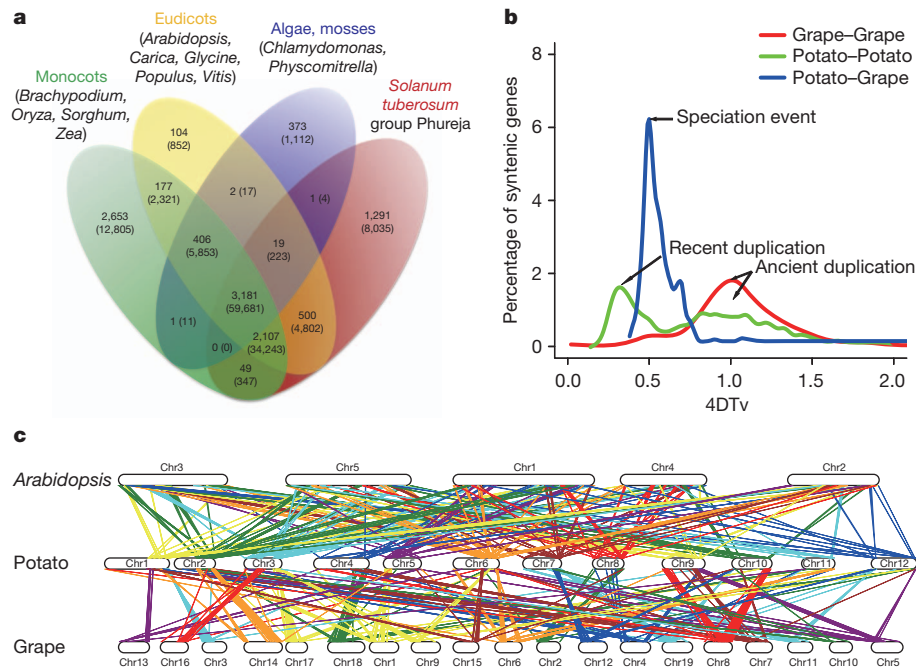 a
Eudicots
(Arabidopsis,
Carica, Glycine,
Populus, Vitis)
Algae, mosses
(Chlamydomonas,
Physcomitrella)
Monocots
(Brachypodium,
Oryza, Sorghum,
Zea)
Solanum
tuberosum
group Phureja
104
(852)
373
(1,112)
177
(2,321)
2 (17)
1 (4)
2,653
(12,805)
1,291
(8,035)
406
(5,853)
19
(223)
3,181
(59,681)
1 (11)
500
(4,802)
0 (0)
2,107
(34,243)
49
(347)
b
Grape–Grape
Potato–Potato
Potato–Grape
Percentage of syntenic genes
8
6
4
2
0
Speciation event
Recent duplication
Ancient duplication
0.0 0.5 1.0 1.5 2.0
4DTv
c
Arabidopsis
Chr3 Chr5 Chr1 Chr4 Chr2
Potato
Chr1 Chr2 Chr3 Chr4 Chr5 Chr6 Chr7 Chr8 Chr9 Chr10 Chr11 Chr12
Grape
Chr13 Chr16 Chr3 Chr14 Chr17 Chr18 Chr1 Chr9 Chr15 Chr6 Chr2 Chr12 Chr4 Chr19 Chr8 Chr7 Chr11 Chr10 Chr5